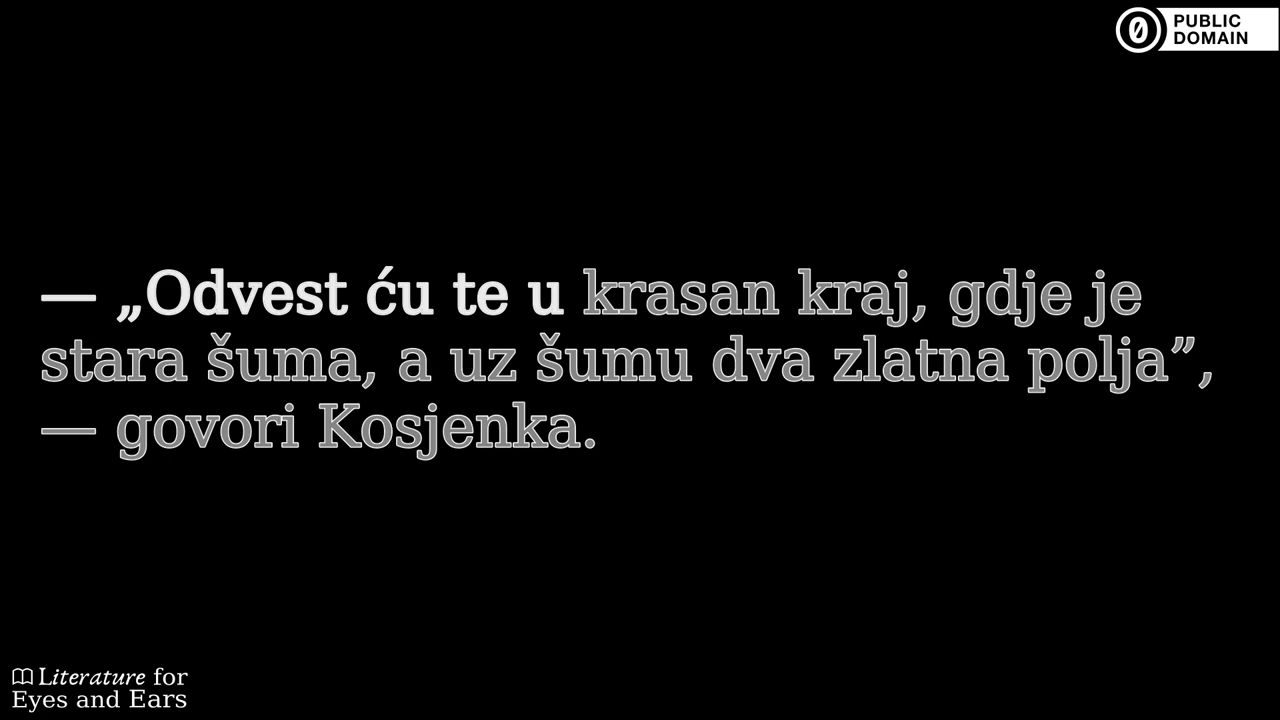 PUBLIC
DOMAIN
— „Odvest ću te u krasan kraj, gdje je
stara šuma, a uz šumu dva zlatna polja”,
— govori Kosjenka.
Literature for
Eyes and Ears